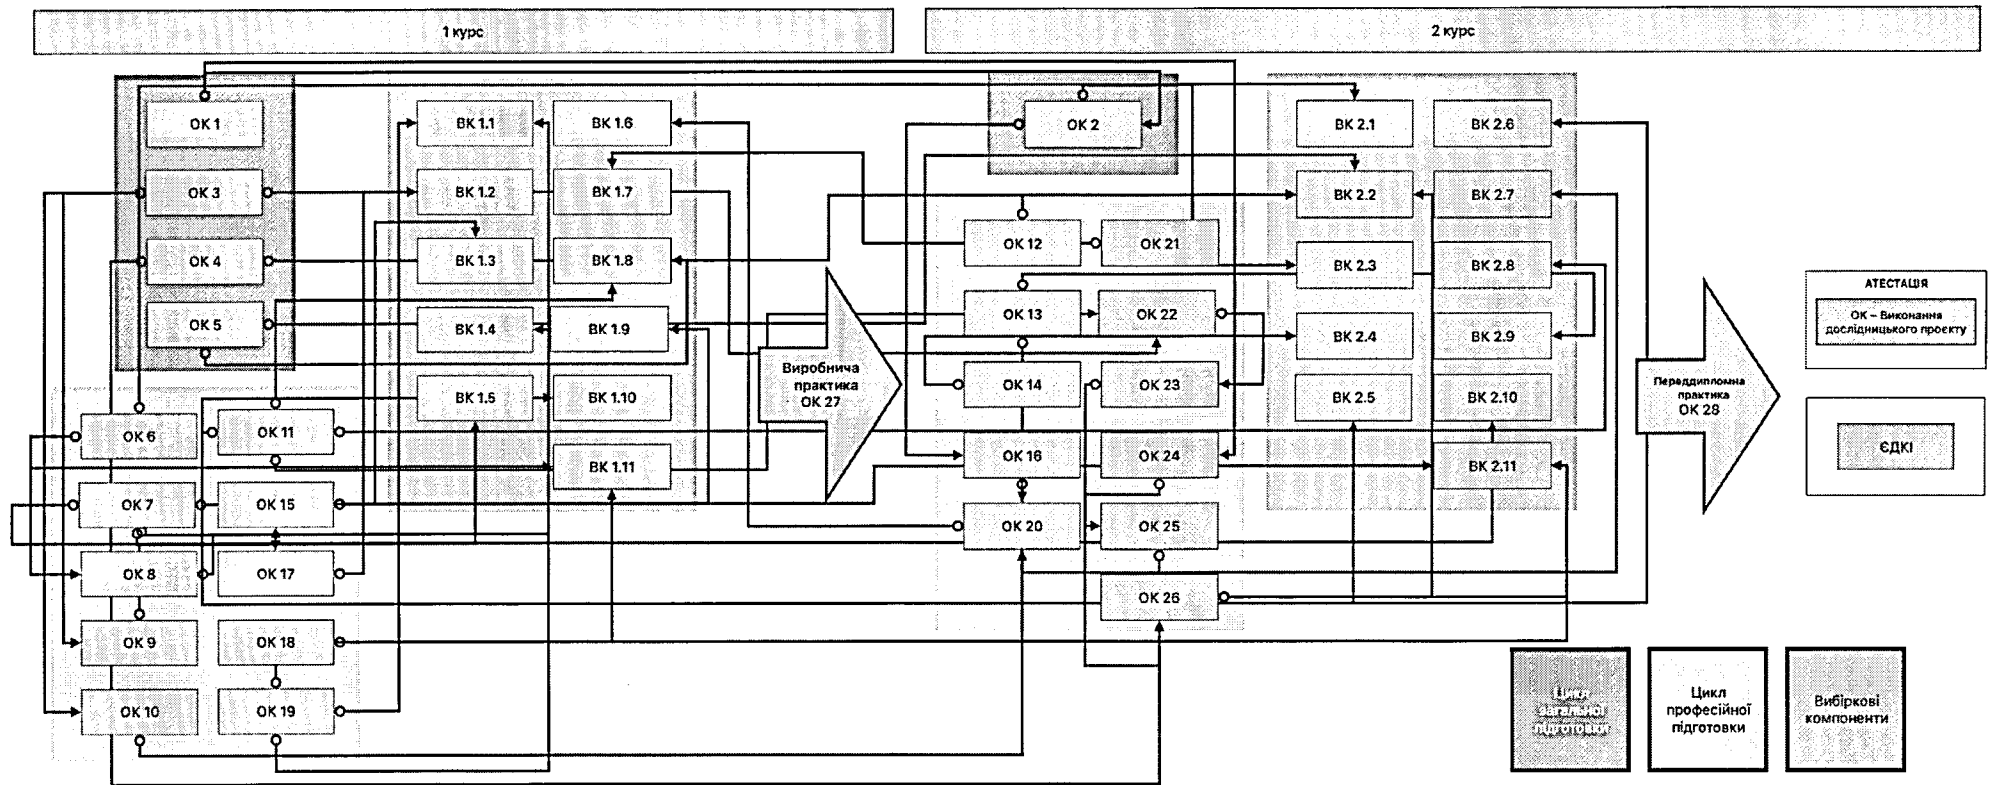 1 курс
2 курс
ОК 1
ОК 3
ОК 4
ОК 5
ОК 6
ОК 7
ОК 8
ОК 9
ОК 10
ОК 11
ОК 15
ОК 17
ОК 18
ОК 19
ВК 1.1
ВК 1.2
ВК 1.3
ВК 1.4
ВК 1.5
ВК 1.6
ВК 1.7
ВК 1.8
ВК 1.9
ВК 1.10
ВК 1.11
Виробнича
практика
ОК 27
ОК 2
ОК 12
ОК 13
ОК 14
ОК 16
ОК 20
ОК 21
ОК 22
ОК 23
ОК 24
ОК 25
ОК 26
ВК 2.1
ВК 2.2
ВК 2.3
ВК 2.4
ВК 2.5
ВК 2.6
ВК 2.7
ВК 2.8
ВК 2.9
ВК 2.10
ВК 2.11
Переддипломна
практика
ОК 28
АТЕСТАЦІЯ
ОК – Виконання
дослідницького проєкту
ЄДКІ
Цикл
загальної
підготовки
Цикл
професійної
підготовки
Вибіркові
компоненти